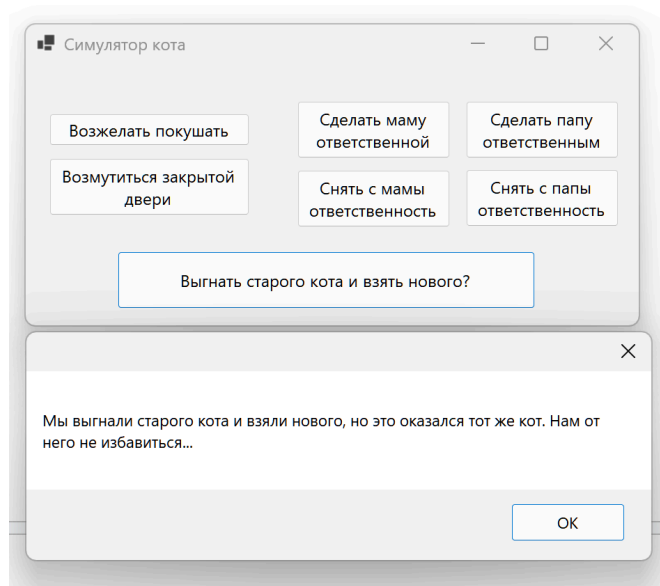 Симулятор кота
Возжелать покушать
Возмутиться закрытой
двери
Сделать маму
ответственной
Сделать папу
ответственным
Снять с мамы
ответственность
Снять с папы
ответственность
Выгнать старого кота и взять нового?
Мы выгнали старого кота и взяли нового, но это оказался тот же кот. Нам от
него не избавиться...
ОК